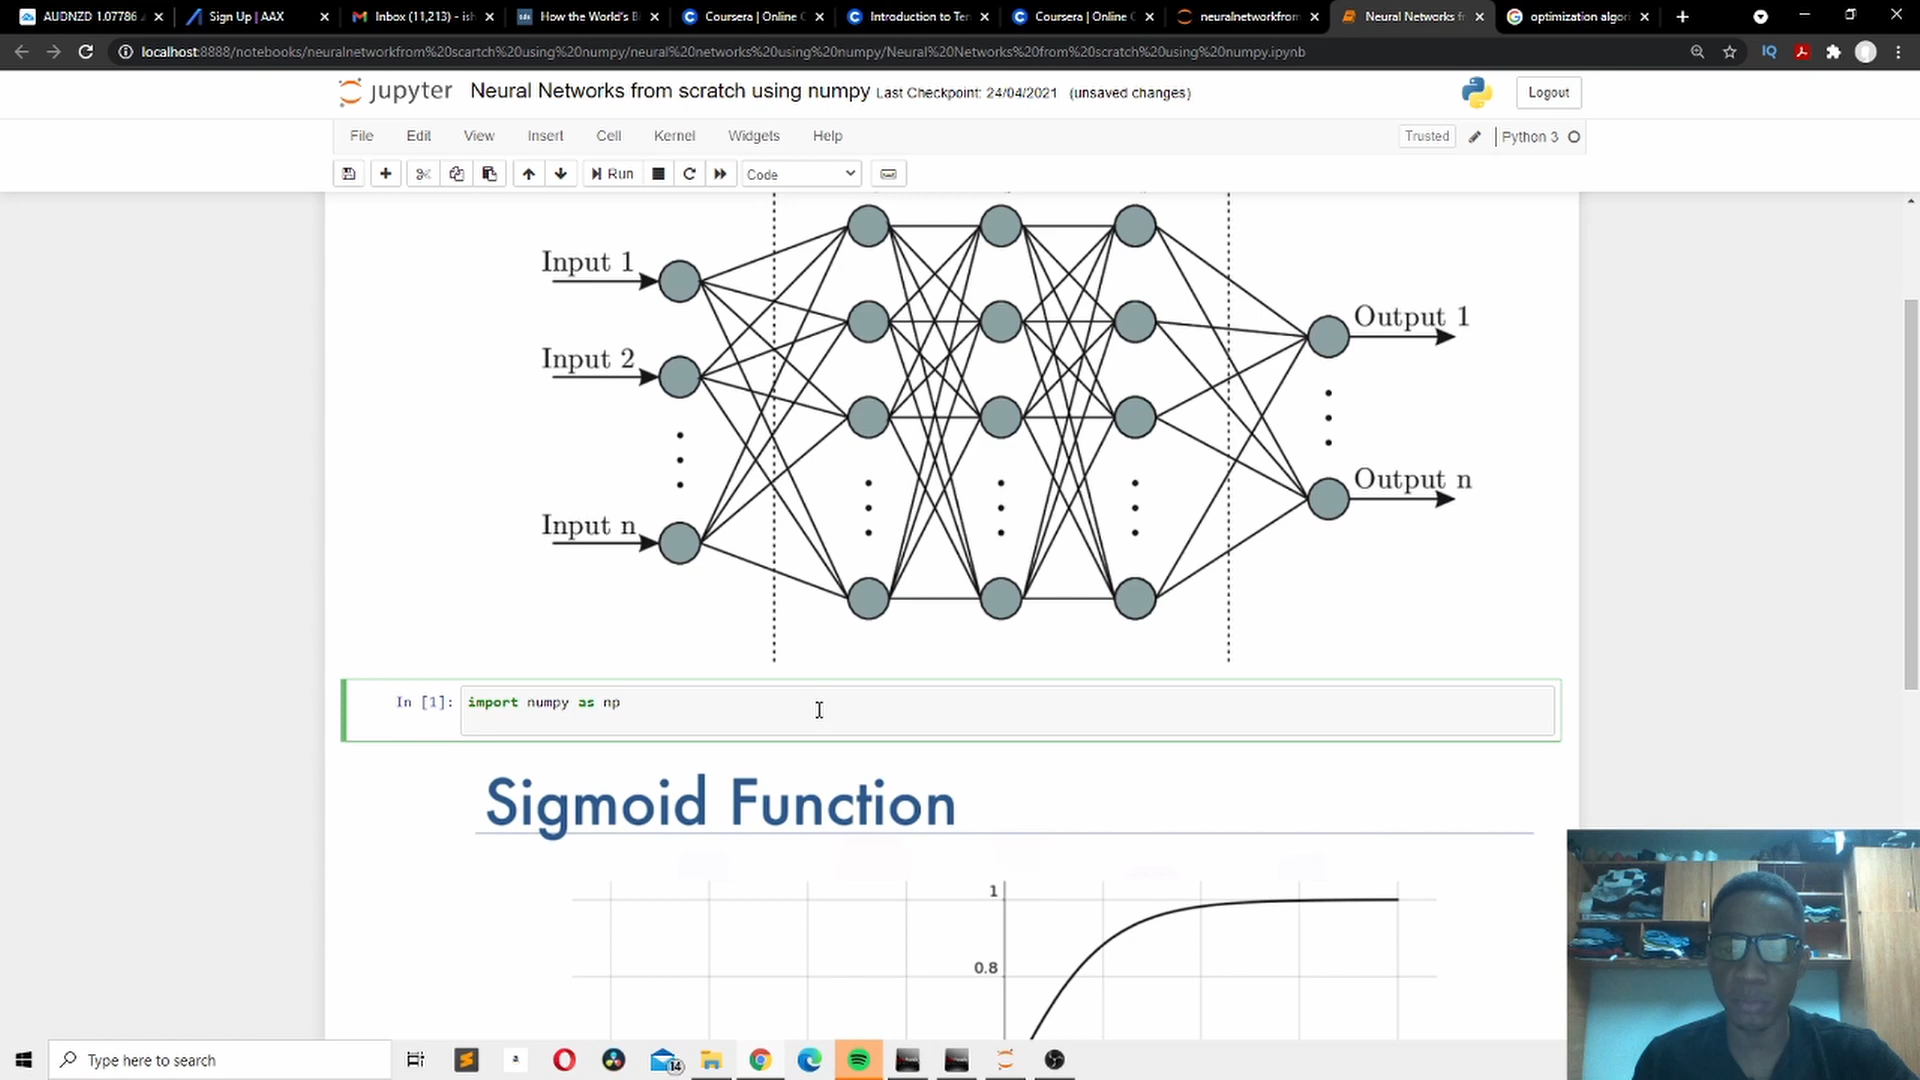 AUDNZD 1.07786
Sign Up | AAX
Inbox (11,213) - ish
How the World's B
Coursera | Online C
Introduction to Ten
Coursera | Online C
neuralnetworkfrom
Neural Networks fr
optimization algori
localhost:8888/notebooks/neuralnetworkfrom%20scartch%20using%20numpy/neural%20networks%20using%20numpy/Neural%20Networks%20from%20scratch%20using%20numpy.ipynb
IQ
jupyter Neural Networks from scratch using numpy Last Checkpoint: 24/04/2021 (unsaved changes)
Logout
File Edit View Insert Cell Kernel Widgets Help
Trusted
Python 3
Run
Code
Input 1
Output 1
Input 2
Output n
Input n
In [1]: import numpy as np
Sigmoid Function
1
0.8
Type here to search
a
14